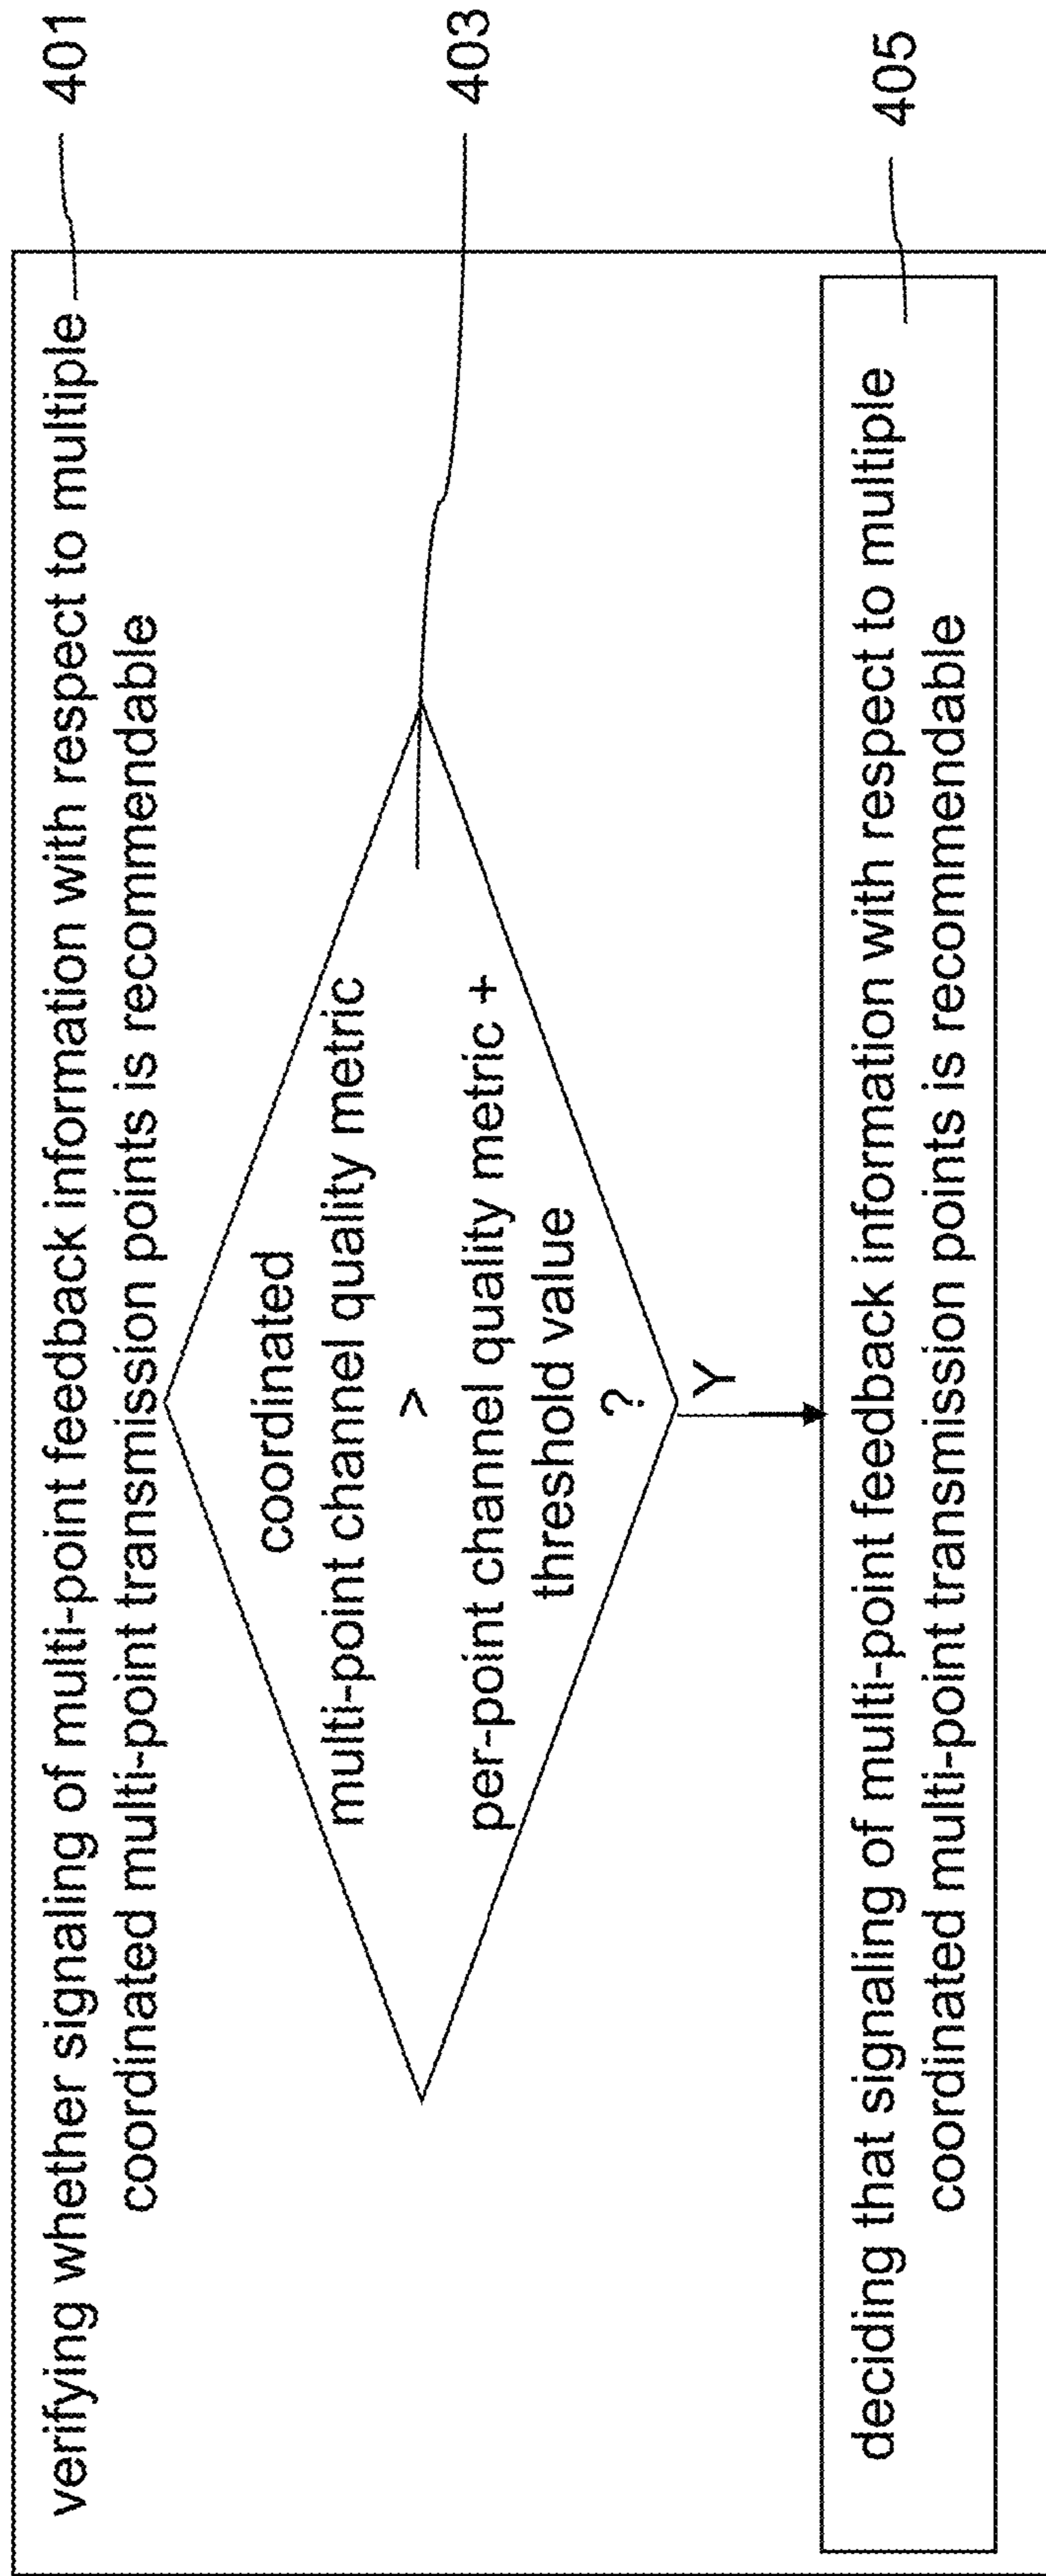 verifying whether signaling of multi-point feedback information with respect to multiple
coordinated multi-point transmission points is recommendable
401
coordinated
multi-point channel quality metric
>
per-point channel quality metric +
threshold value
?
403
Y
deciding that signaling of multi-point feedback information with respect to multiple
coordinated multi-point transmission points is recommendable
405